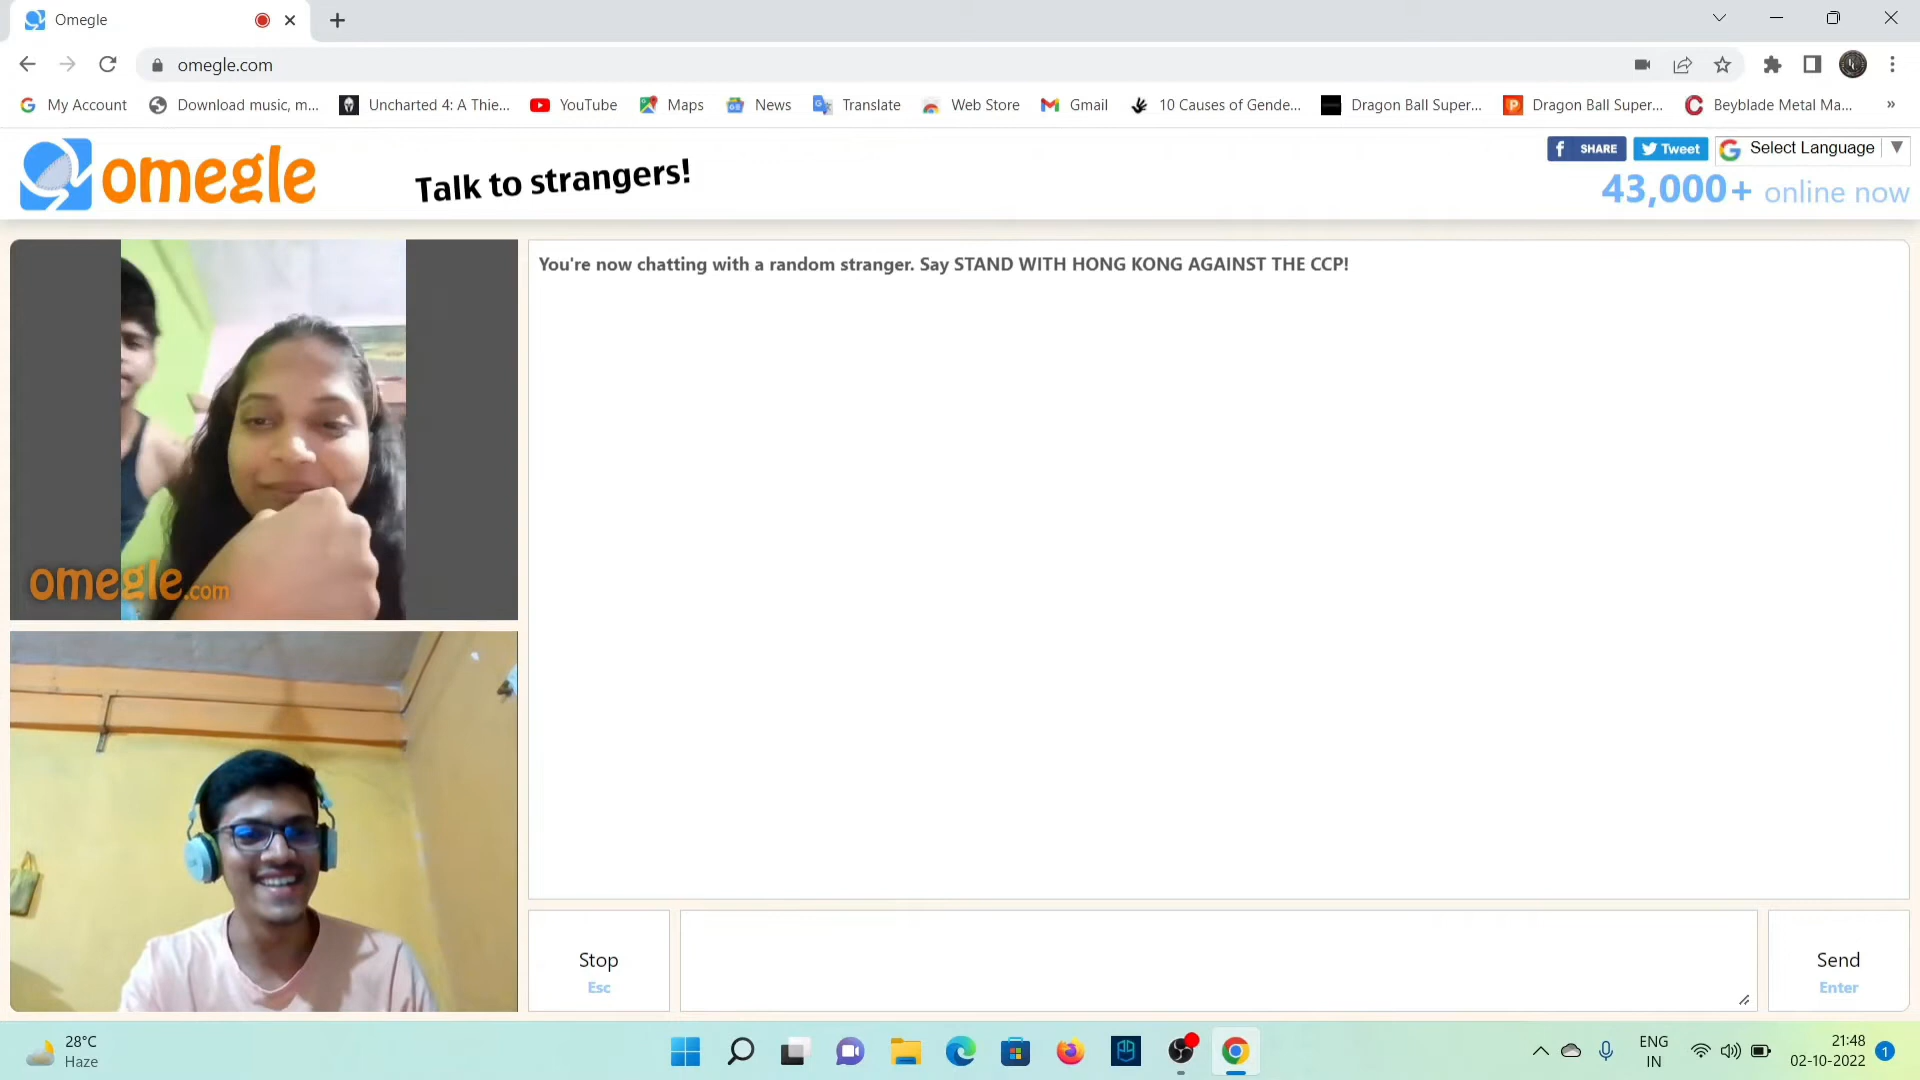 Omegle
omegle.com
My Account
Download music, m...
Uncharted 4: A Thie...
YouTube
Maps
News
Translate
Web Store
Gmail
10 Causes of Gende...
Dragon Ball Super...
Dragon Ball Super...
Beyblade Metal Ma...
»
omegle
Talk to strangers!
SHARE
Tweet
Select Language
43,000+ online now
You're now chatting with a random stranger. Say STAND WITH HONG KONG AGAINST THE CCP!
omegle.com
Stop
Esc
Send
Enter
28°C
Haze
ENG
IN
21:48
02-10-2022
1